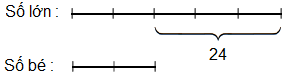 Số lớn :
24
Số bé :